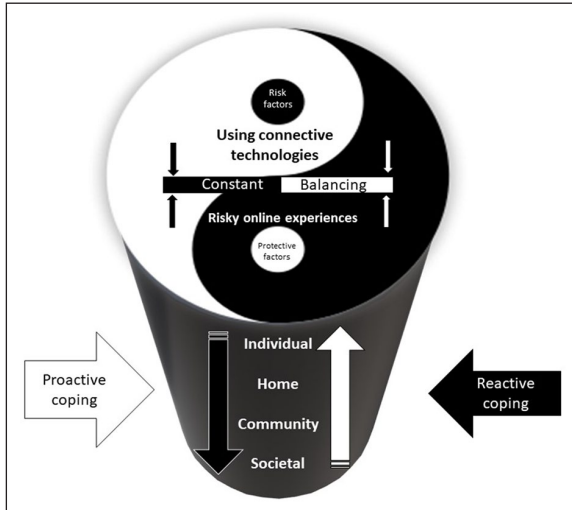 Risk
factors
Using connective
technologies
Constant
Balancing
Risky online experiences
Protective
factors
Individual
Home
Community
Societal
Proactive
coping
Reactive
coping